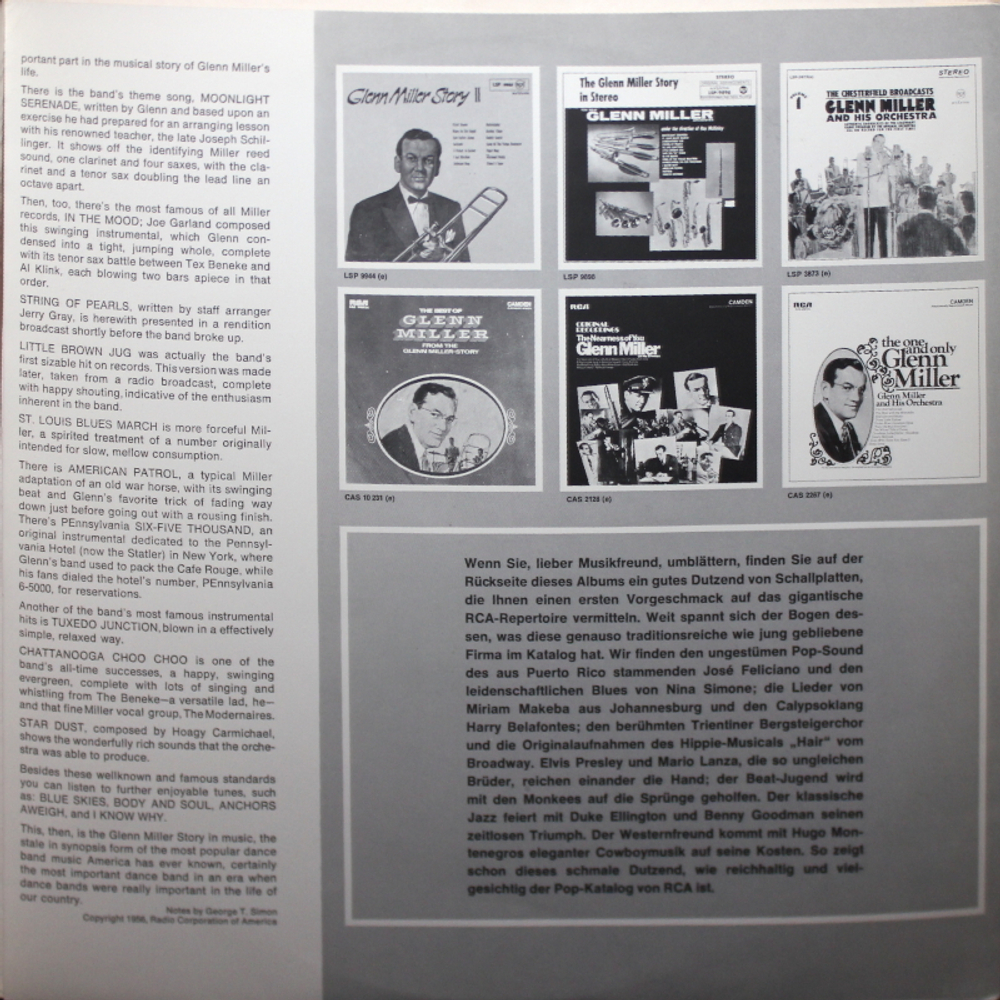 portant part in the musical story of Glenn Miller's
life.
There is the band's theme song, MOONLIGHT
SERENADE, written by Glenn and based upon an
exercise he had prepared for an arranging lesson
with his renowned teacher, the late Joseph Schil-
linger. It shows off the identifying Miller reed
sound, one clarinet and four saxes, with the cla-
rinet and a tenor sax doubling the lead line an
octave apart.
Then, too, there's the most famous of all Miller
records, IN THE MOOD; Joe Garland composed
this swinging instrumental, which Glenn con-
densed into a tight, jumping whole, complete
with its tenor sax battle between Tex Beneke and
Al Klink, each blowing two bars apiece in that
order.
STRING OF PEARLS, written by staff arranger
Jerry Gray, is herewith presented in a rendition
broadcast shortly before the band broke up.
LITTLE BROWN JUG was actually the band's
first sizable hit on records. This version was made
later, taken from a radio broadcast, complete
with happy shouting, indicative of the enthusiasm
inherent in the band.
ST. LOUIS BLUES MARCH is more forceful Mil-
ler, a spirited treatment of a number originally
intended for slow, mellow consumption.
There is AMERICAN PATROL, a typical Miller
adaptation of an old war horse, with its swinging
beat and Glenn's favorite trick of fading way
down just before going out with a rousing finish.
There's PEnnsylvania SIX-FIVE THOUSAND, an
original instrumental dedicated to the Pennsyl-
vania Hotel (now the Statler) in New York, where
Glenn's band used to pack the Cafe Rouge, while
his fans dialed the hotel's number, PEnnsylvania
6-5000, for reservations.
Another of the band's most famous instrumental
hits is TUXEDO JUNCTION, blown in a effectively
simple, relaxed way.
CHATTANOOGA CHOO CHOO is one of the
band's all-time successes, a happy, swinging
evergreen, complete with lots of singing and
whistling from The Beneke—a versatile lad, he—
and that fine Miller vocal group, The Modernaires.
STAR DUST, composed by Hoagy Carmichael,
shows the wonderfully rich sounds that the orche-
stra was able to produce.
Besides these wellknown and famous standards
you can listen to further enjoyable tunes, such
as: BLUE SKIES, BODY AND SOUL, ANCHORS
AWEIGH, and I KNOW WHY.
This, then, is the Glenn Miller Story in music, the
stale in synopsis form of the most popular dance
band music America has ever known, certainly
the most important dance band in an era when
dance bands were really important in the life of
our country.
Notes by George T. Simon
Copyright 1956, Radio Corporation of America
Glenn Miller Story II
LSP 9944 (e)
The Glenn Miller Story
in Stereo
STEREO
GLENN MILLER
under the direction of Ray McKinley
LSP 9898
STEREO
VOLUME
1
THE CHESTERFIELD BROADCASTS
GLENN MILLER
AND HIS ORCHESTRA
LSP 3873 (e)
RCA
CAMDEN
THE BEST OF
GLENN
MILLER
FROM THE
GLENN MILLER-STORY
CAS 10 231 (e)
RCA
CAMDEN
ORIGINAL
RECORDINGS
The Nearness of You
Glenn Miller
CAS 2128 (e)
RCA
CAMDEN
the one
and only
Glenn
Miller
Glenn Miller
and His Orchestra
CAS 2267 (e)
Wenn Sie, lieber Musikfreund, umblättern, finden Sie auf der
Rückseite dieses Albums ein gutes Dutzend von Schallplatten,
die Ihnen einen ersten Vorgeschmack auf das gigantische
RCA-Repertoire vermitteln. Weit spannt sich der Bogen des-
sen, was diese genauso traditionsreiche wie jung gebliebene
Firma im Katalog hat. Wir finden den ungestümen Pop-Sound
des aus Puerto Rico stammenden José Feliciano und den
leidenschaftlichen Blues von Nina Simone; die Lieder von
Miriam Makeba aus Johannesburg und den Calypsoklang
Harry Belafontes; den berühmten Trientiner Bergsteigerchor
und die Originalaufnahmen des Hippie-Musicals „Hair" vom
Broadway. Elvis Presley und Mario Lanza, die so ungleichen
Brüder, reichen einander die Hand; der Beat-Jugend wird
mit den Monkees auf die Sprünge geholfen. Der klassische
Jazz feiert mit Duke Ellington und Benny Goodman seinen
zeitlosen Triumph. Der Westernfreund kommt mit Hugo Mon-
tenegros eleganter Cowboymusik auf seine Kosten. So zeigt
schon dieses schmale Dutzend, wie reichhaltig und viel-
gesichtig der Pop-Katalog von RCA ist.